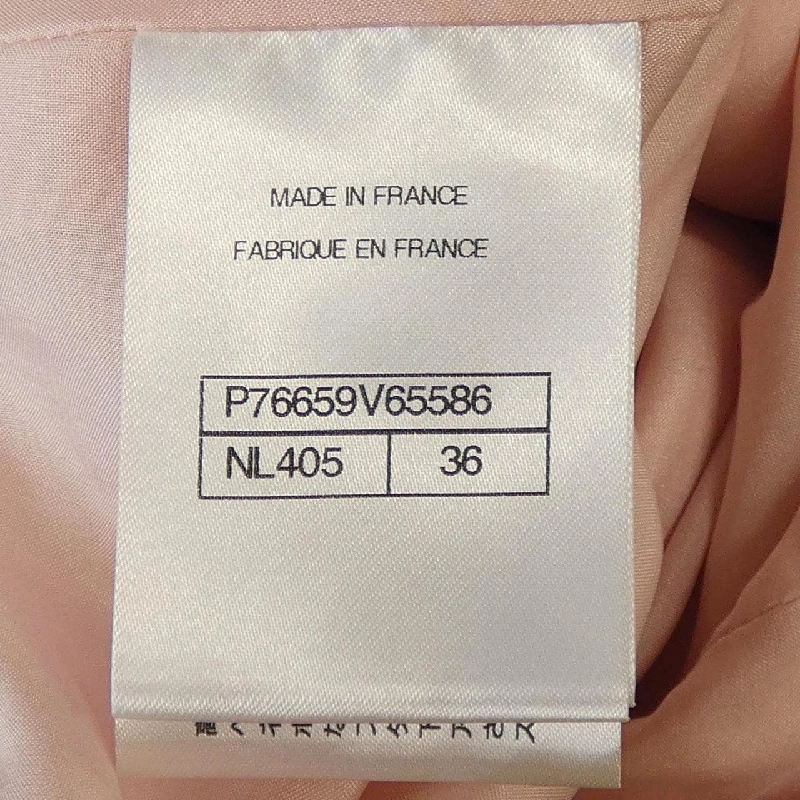 MADE IN FRANCE
FABRIQUE EN FRANCE
P76659V65586
NL405 36